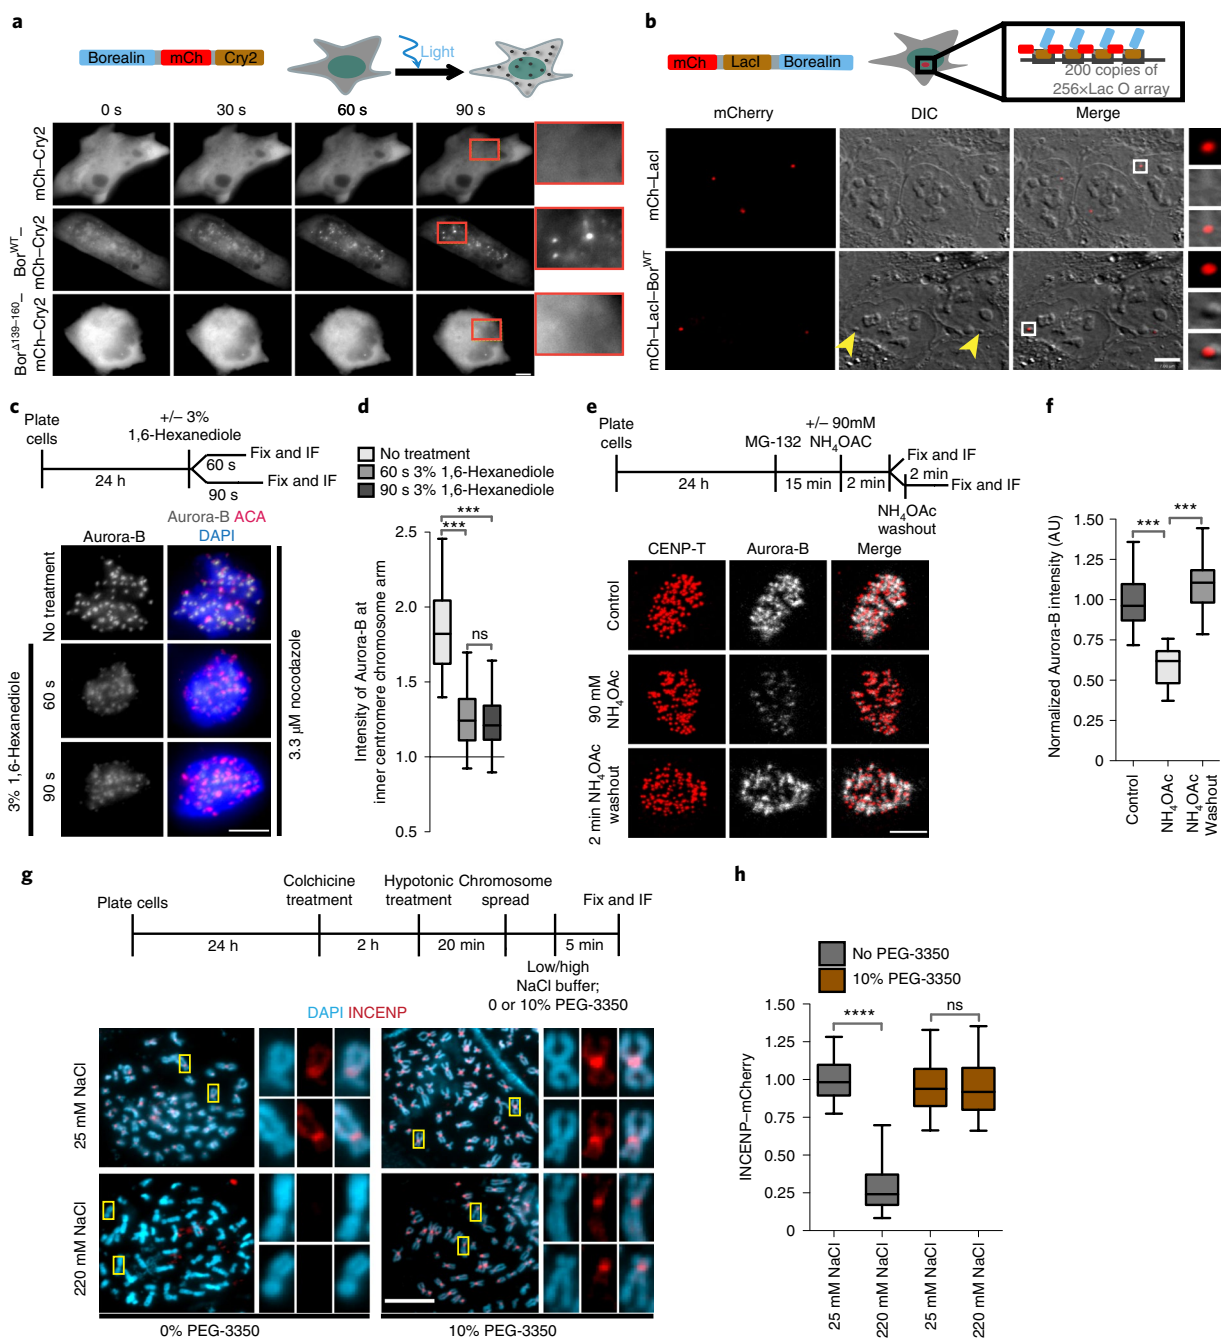 a
Borealin mCh Cry2
Light
0 s 30 s 60 s 90 s
mCh–Cry2
Bor^WT_
mCh–Cry2
Bor^Δ139–160_
mCh–Cry2
b
mCh LacI Borealin
200 copies of
256×Lac O array
mCherry DIC Merge
mCh–LacI
mCh–LacI–Bor^WT
c
Plate
cells
+/– 3%
1,6-Hexanediole
24 h
60 s
90 s
Fix and IF
Fix and IF
Aurora-B
Aurora-B ACA
DAPI
No treatment
60 s
90 s
3% 1,6-Hexanediole
3.3 μM nocodazole
d
No treatment
60 s 3% 1,6-Hexanediole
90 s 3% 1,6-Hexanediole
***
***
ns
2.5
2.0
1.5
1.0
0.5
Intensity of Aurora-B at
inner centromere chromosome arm
e
Plate
cells
MG-132
+/– 90mM
NH₄OAC
24 h
15 min
2 min
Fix and IF
2 min
Fix and IF
NH₄OAc
washout
CENP-T Aurora-B Merge
Control
90 mM
NH₄OAc
2 min NH₄OAc
washout
f
*** ***
1.50
1.25
1.00
0.75
0.50
0.25
0
Normalized Aurora-B intensity (AU)
Control
NH₄OAc
NH₄OAc
Washout
g
Plate cells
Colchicine
treatment
Hypotonic
treatment
Chromosome
spread
Fix and IF
24 h
2 h
20 min
5 min
Low/high
NaCl buffer;
0 or 10% PEG-3350
DAPI INCENP
25 mM NaCl
220 mM NaCl
0% PEG-3350
10% PEG-3350
h
No PEG-3350
10% PEG-3350
****
ns
1.50
1.25
1.00
0.75
0.50
0.25
0
INCENP–mCherry
25 mM NaCl
220 mM NaCl
25 mM NaCl
220 mM NaCl